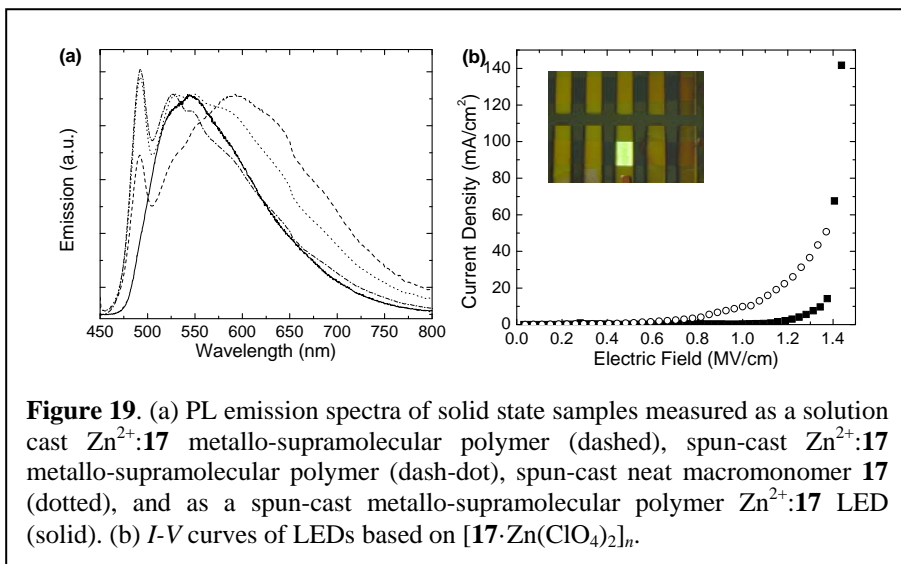 (a)
Emission (a.u.)
450 500 550 600 650 700 750 800
Wavelength (nm)
(b)
140
120
100
80
60
40
20
0
Current Density (mA/cm²)
0.0 0.2 0.4 0.6 0.8 1.0 1.2 1.4
Electric Field (MV/cm)
Figure 19. (a) PL emission spectra of solid state samples measured as a solution
cast Zn²⁺:17 metallo-supramolecular polymer (dashed), spun-cast Zn²⁺:17
metallo-supramolecular polymer (dash-dot), spun-cast neat macromonomer 17
(dotted), and as a spun-cast metallo-supramolecular polymer Zn²⁺:17 LED
(solid). (b) I-V curves of LEDs based on [17·Zn(ClO₄)₂]ₙ.